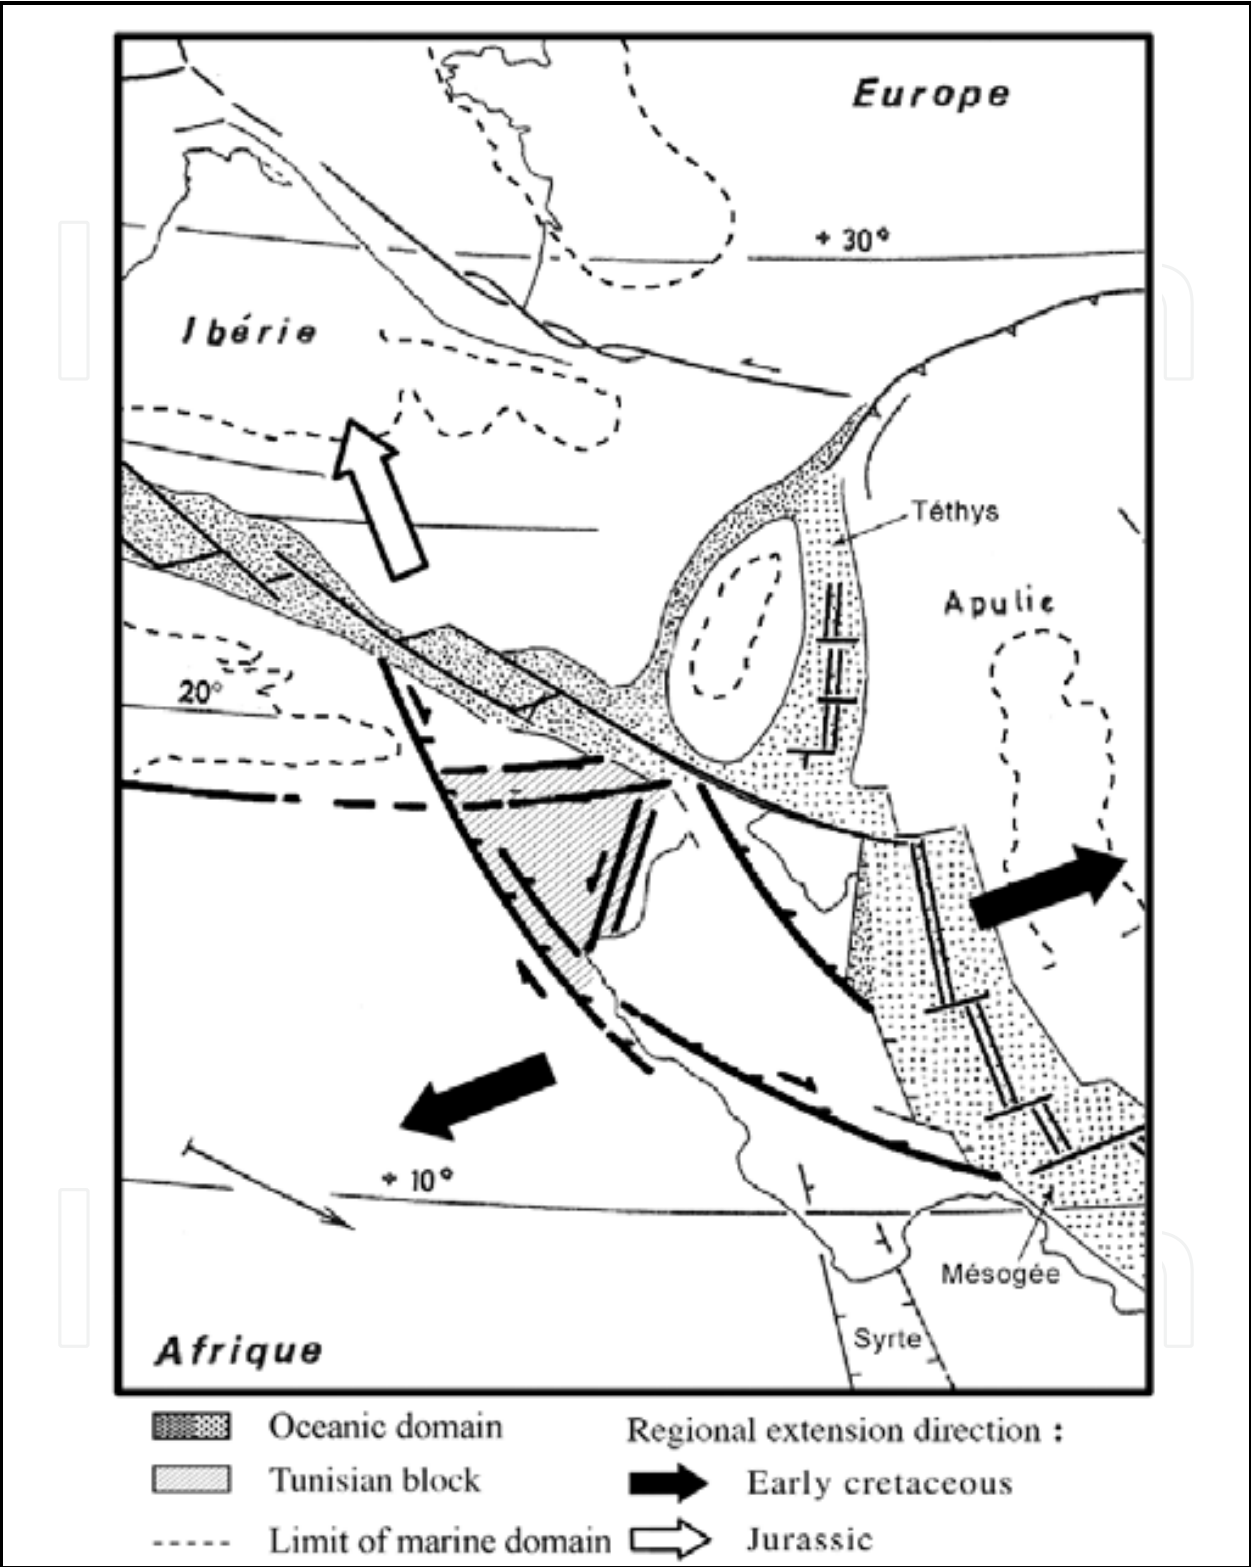 Europe
+ 30°
Ibérie
Téthys
Apulie
20°
+ 10°
Mésogée
Syrte
Afrique
Oceanic domain
Regional extension direction :
Tunisian block
Early cretaceous
Limit of marine domain
Jurassic